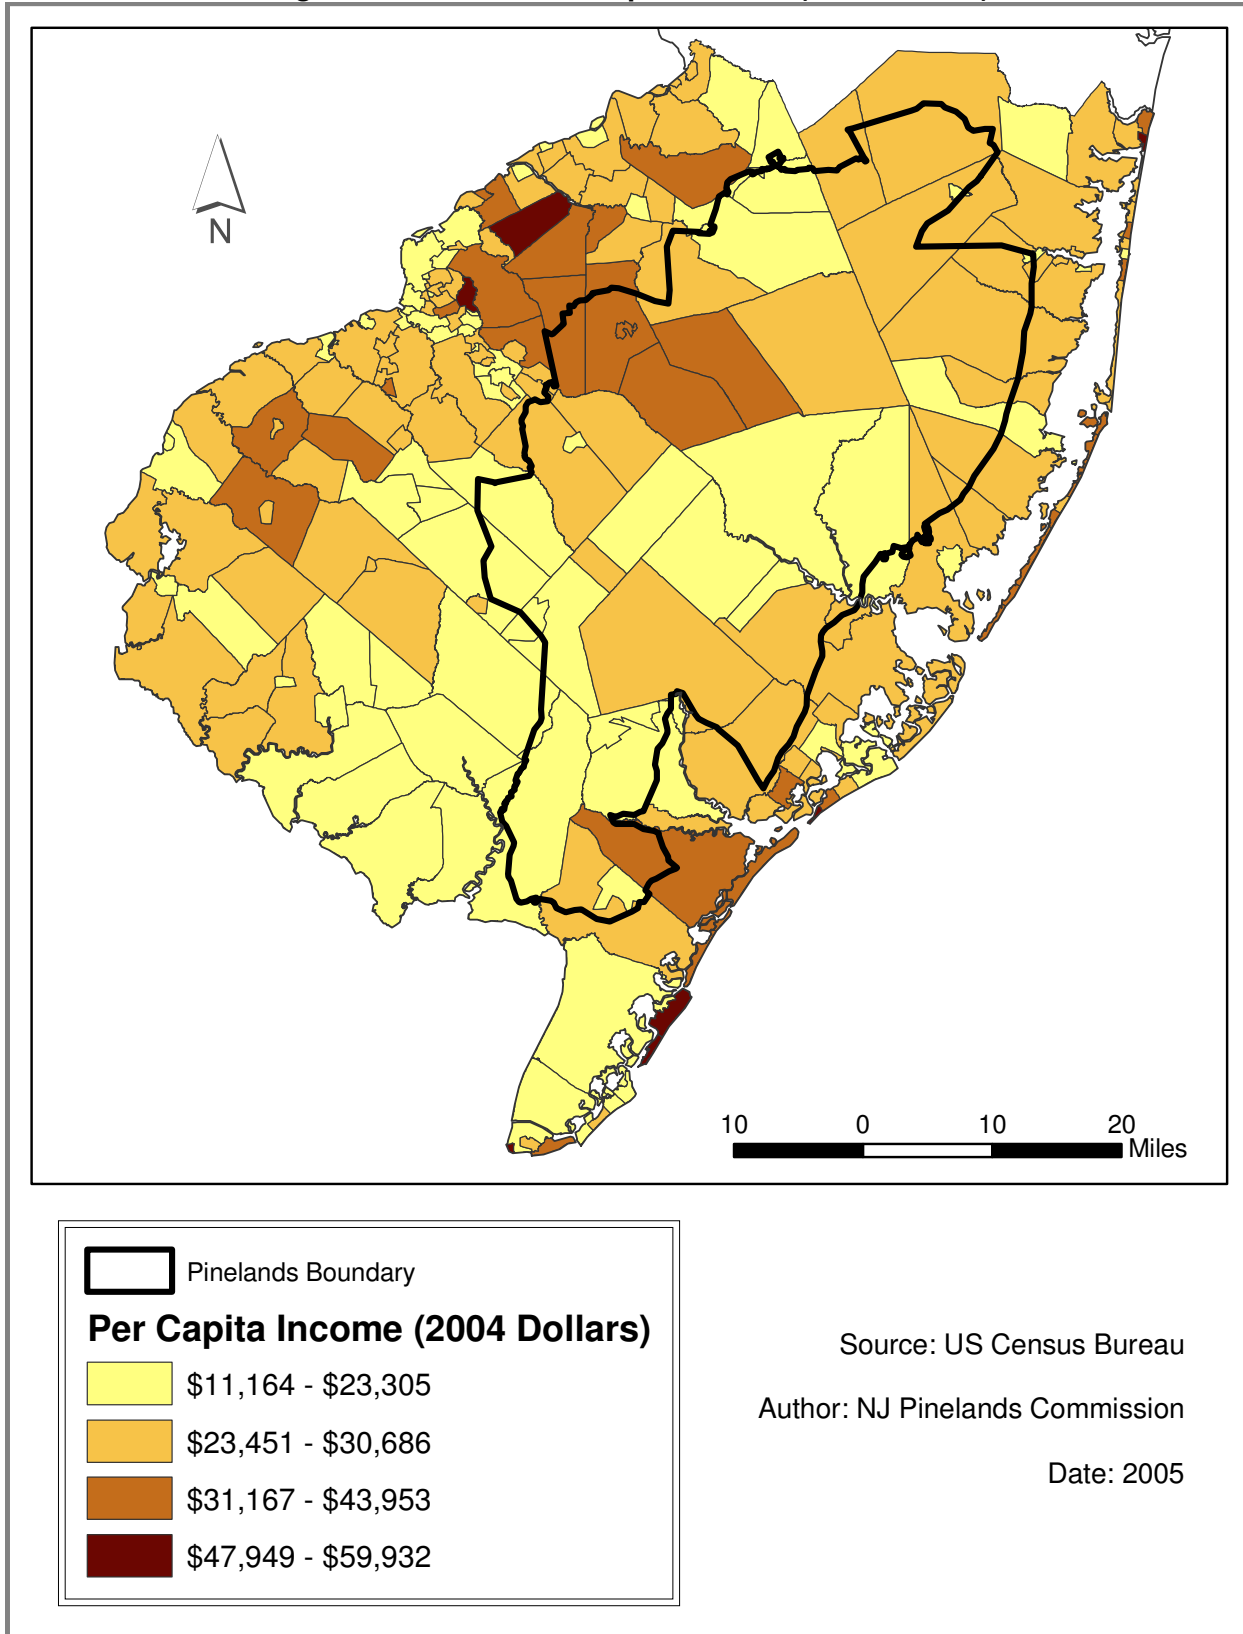 N
10 0 10 20
Miles
Pinelands Boundary
Per Capita Income (2004 Dollars)
$11,164 - $23,305
$23,451 - $30,686
$31,167 - $43,953
$47,949 - $59,932
Source: US Census Bureau
Author: NJ Pinelands Commission
Date: 2005